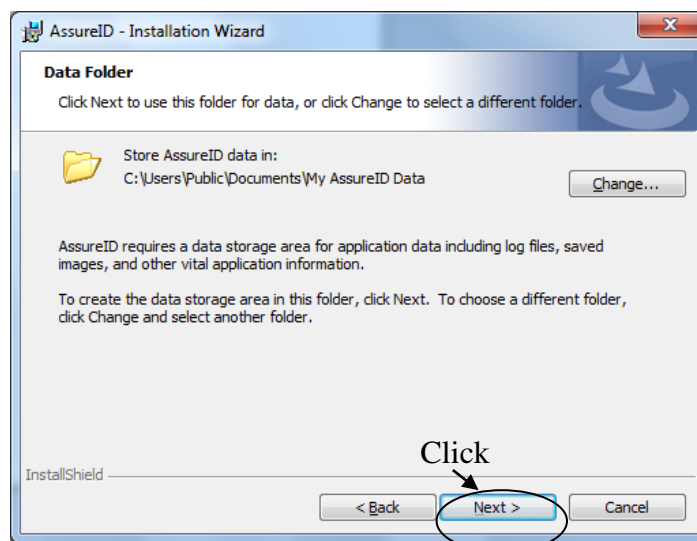 AssureID - Installation Wizard
Data Folder
Click Next to use this folder for data, or click Change to select a different folder.
Store AssureID data in:
C:\Users\Public\Documents\My AssureID Data
Change...
AssureID requires a data storage area for application data including log files, saved
images, and other vital application information.
To create the data storage area in this folder, click Next.  To choose a different folder,
click Change and select another folder.
Click
InstallShield
< Back
Next >
Cancel